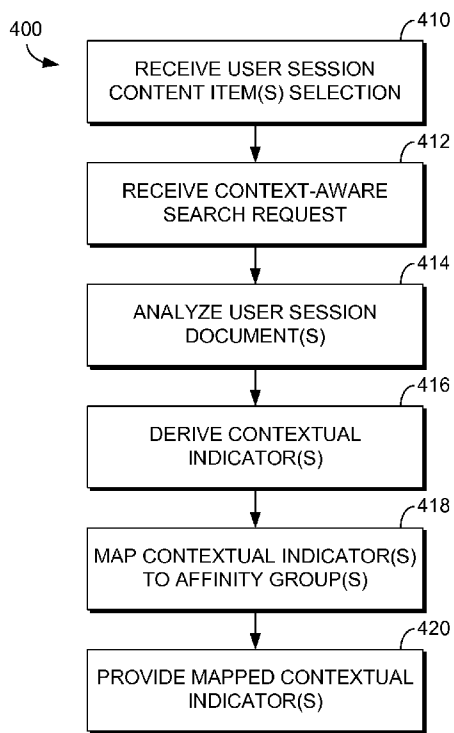 400
410
RECEIVE USER SESSION
CONTENT ITEM(S) SELECTION
412
RECEIVE CONTEXT-AWARE
SEARCH REQUEST
414
ANALYZE USER SESSION
DOCUMENT(S)
416
DERIVE CONTEXTUAL
INDICATOR(S)
418
MAP CONTEXTUAL INDICATOR(S)
TO AFFINITY GROUP(S)
420
PROVIDE MAPPED CONTEXTUAL
INDICATOR(S)